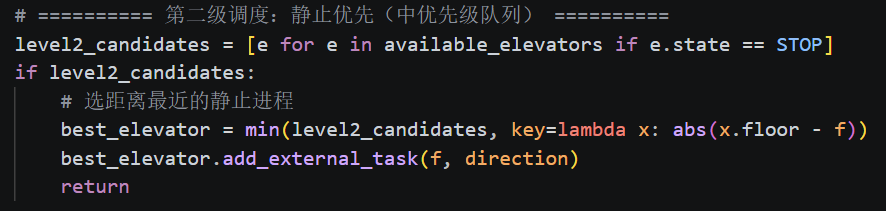 # ========== 第二级调度：静止优先（中优先级队列） ==========
level2_candidates = [e for e in available_elevators if e.state == STOP]
if level2_candidates:
    # 选距离最近的静止进程
    best_elevator = min(level2_candidates, key=lambda x: abs(x.floor - f))
    best_elevator.add_external_task(f, direction)
    return